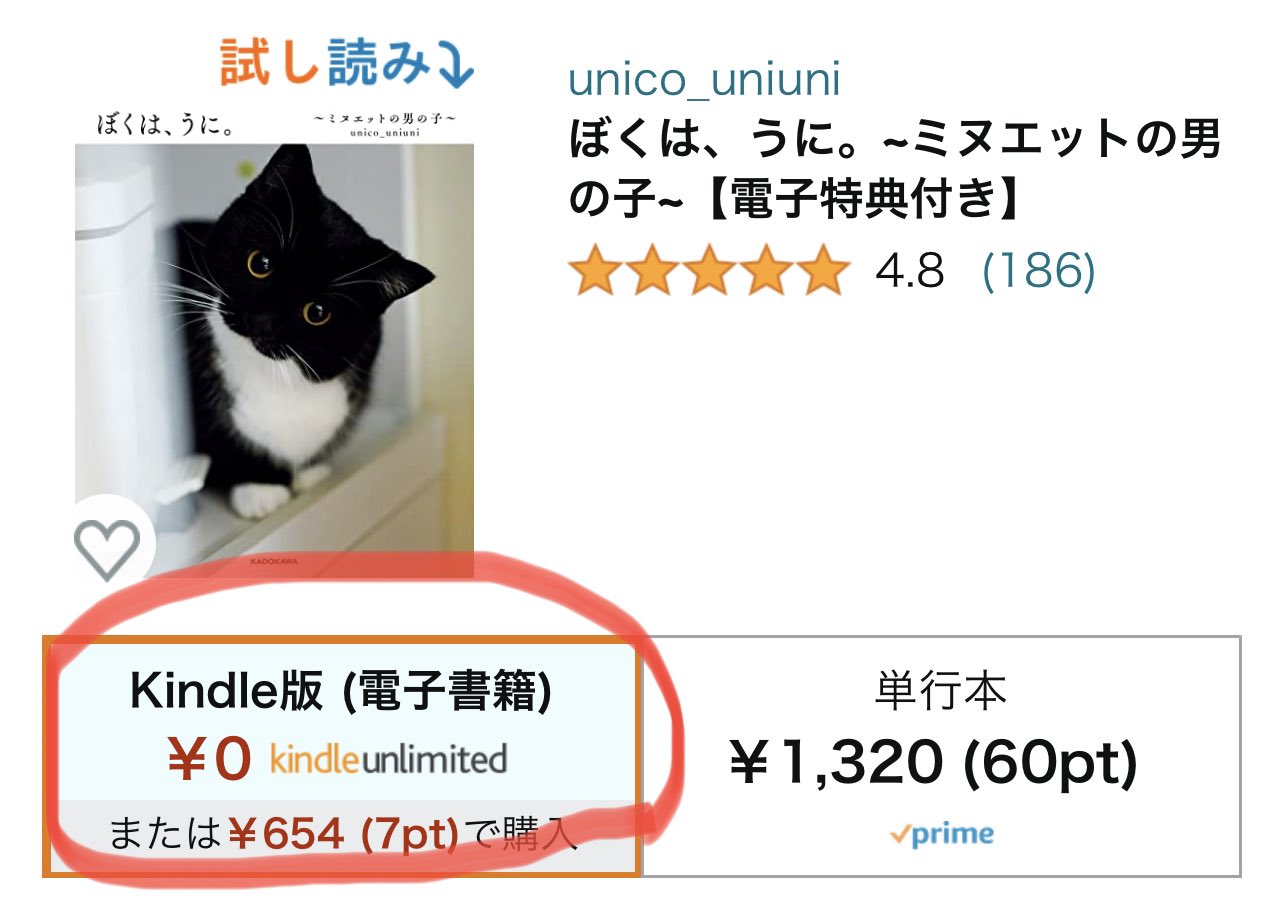 試し読み⤵
ぼくは、うに。
～ミヌエットの男の子～
unico_uniuni
KADOKAWA
unico_uniuni
ぼくは、うに。~ミヌエットの男
の子~【電子特典付き】
4.8 (186)
Kindle版 (電子書籍)
￥0 kindleunlimited
または￥654 (7pt)で購入
単行本
￥1,320 (60pt)
prime